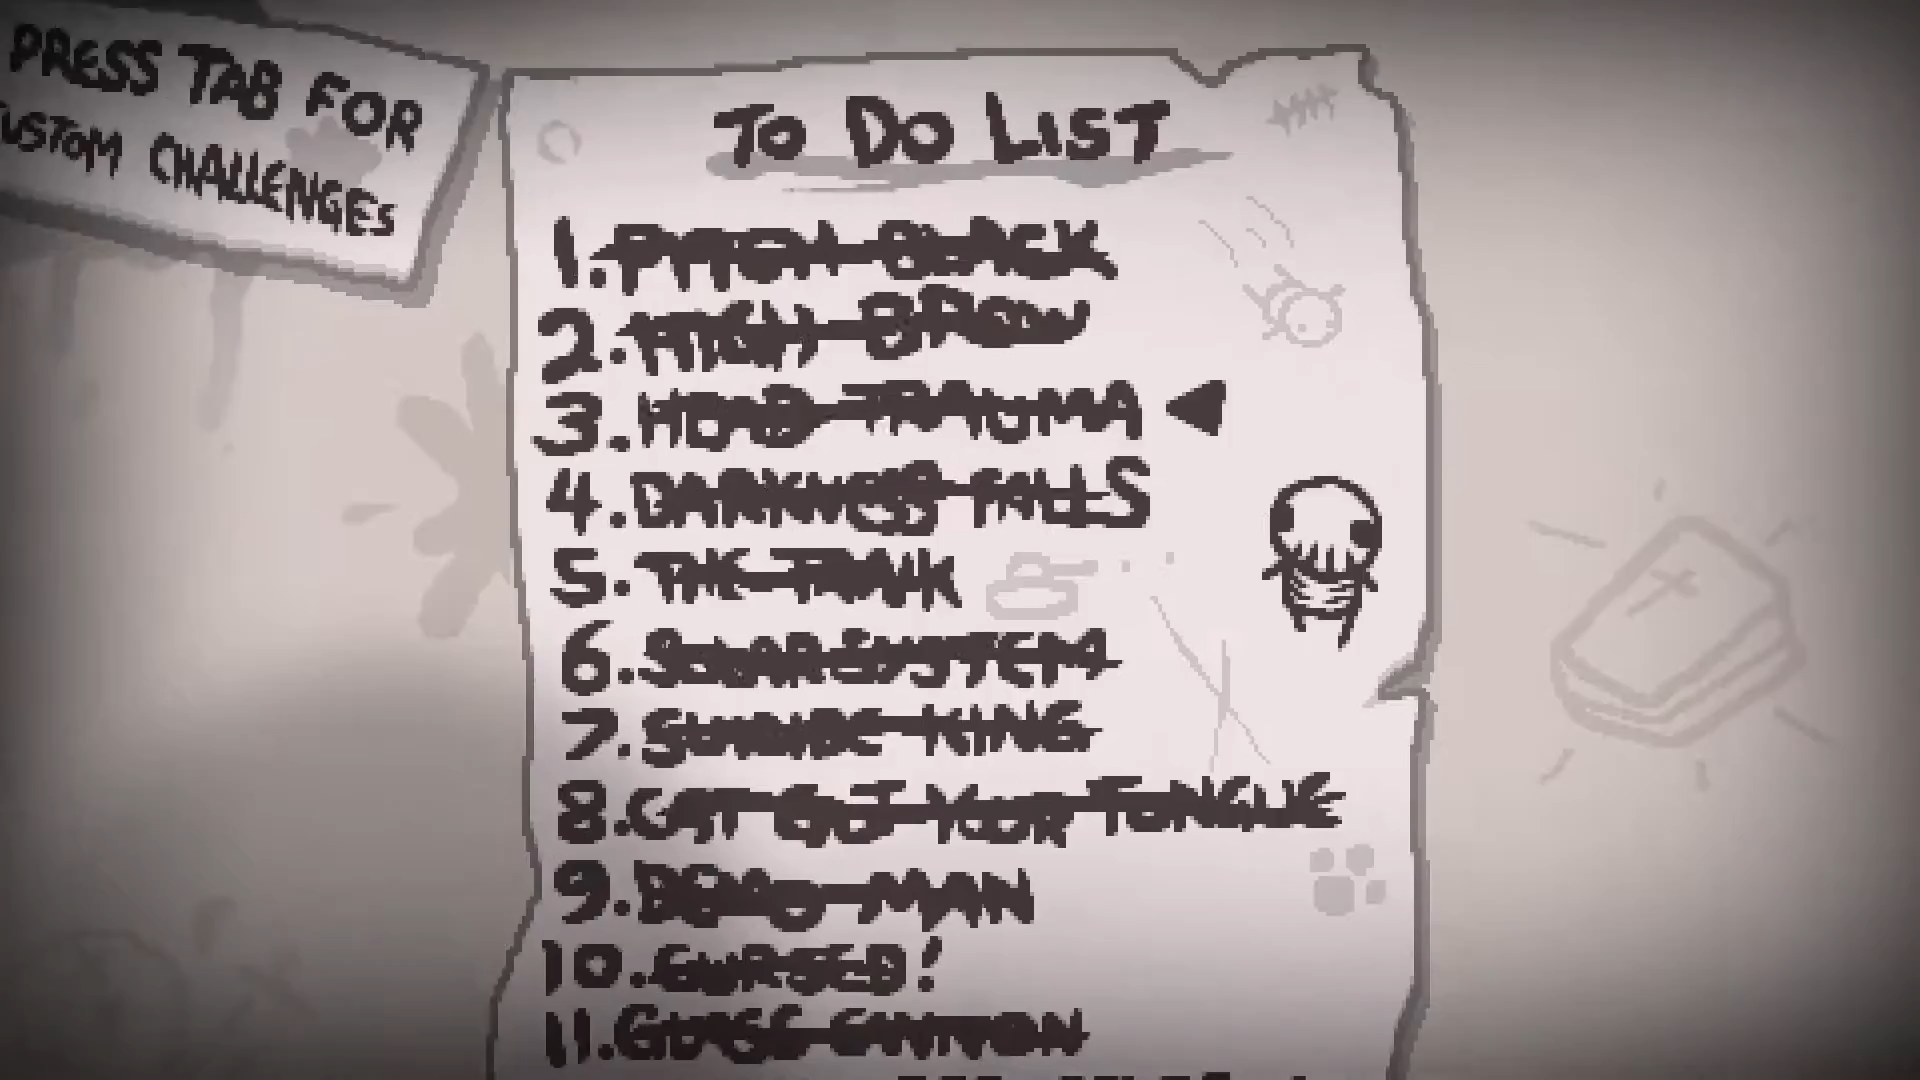 PRESS TAB FOR
CUSTOM CHALLENGES
TO DO LIST
1. PITCH BLACK
2. HIGH BROW
3. HEAD TRAUMA
4. DARKNESS FALLS
5. THE TANK
6. SOLAR SYSTEM
7. SUICIDE KING
8. CAT GOT YOUR TONGUE
9. DEMO MAN
10. CURSED!
11. GLASS CANNON